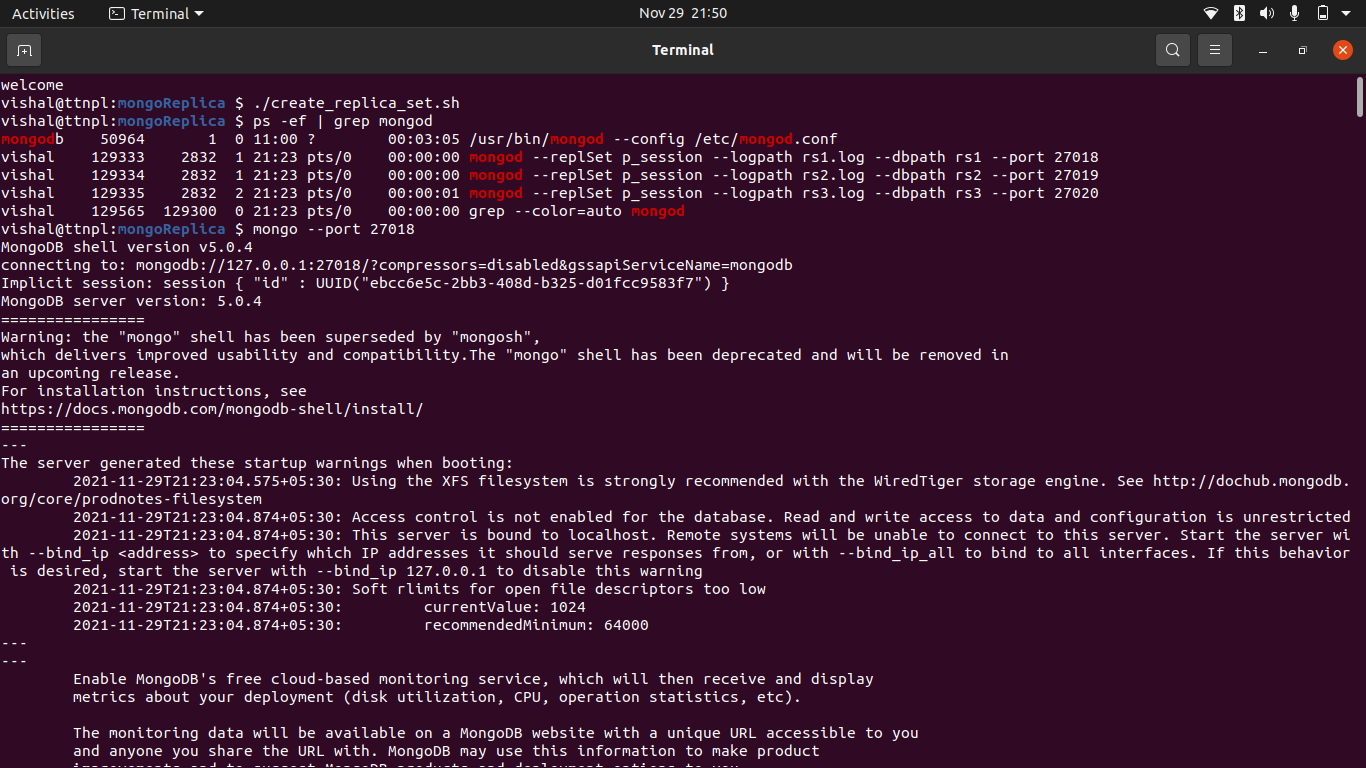 Activities Terminal Nov 29 21:50
Terminal
welcome
vishal@ttnpl:mongoReplica $ ./create_replica_set.sh
vishal@ttnpl:mongoReplica $ ps -ef | grep mongod
mongodb    50964       1  0 11:00 ?        00:03:05 /usr/bin/mongod --config /etc/mongod.conf
vishal    129333    2832  1 21:23 pts/0    00:00:00 mongod --replSet p_session --logpath rs1.log --dbpath rs1 --port 27018
vishal    129334    2832  1 21:23 pts/0    00:00:00 mongod --replSet p_session --logpath rs2.log --dbpath rs2 --port 27019
vishal    129335    2832  2 21:23 pts/0    00:00:01 mongod --replSet p_session --logpath rs3.log --dbpath rs3 --port 27020
vishal    129565  129300  0 21:23 pts/0    00:00:00 grep --color=auto mongod
vishal@ttnpl:mongoReplica $ mongo --port 27018
MongoDB shell version v5.0.4
connecting to: mongodb://127.0.0.1:27018/?compressors=disabled&gssapiServiceName=mongodb
Implicit session: session { "id" : UUID("ebcc6e5c-2bb3-408d-b325-d01fcc9583f7") }
MongoDB server version: 5.0.4
================
Warning: the "mongo" shell has been superseded by "mongosh",
which delivers improved usability and compatibility.The "mongo" shell has been deprecated and will be removed in
an upcoming release.
For installation instructions, see
https://docs.mongodb.com/mongodb-shell/install/
================
---
The server generated these startup warnings when booting:
        2021-11-29T21:23:04.575+05:30: Using the XFS filesystem is strongly recommended with the WiredTiger storage engine. See http://dochub.mongodb.
org/core/prodnotes-filesystem
        2021-11-29T21:23:04.874+05:30: Access control is not enabled for the database. Read and write access to data and configuration is unrestricted
        2021-11-29T21:23:04.874+05:30: This server is bound to localhost. Remote systems will be unable to connect to this server. Start the server wi
th --bind_ip <address> to specify which IP addresses it should serve responses from, or with --bind_ip_all to bind to all interfaces. If this behavior
 is desired, start the server with --bind_ip 127.0.0.1 to disable this warning
        2021-11-29T21:23:04.874+05:30: Soft rlimits for open file descriptors too low
        2021-11-29T21:23:04.874+05:30:         currentValue: 1024
        2021-11-29T21:23:04.874+05:30:         recommendedMinimum: 64000
---
---
        Enable MongoDB's free cloud-based monitoring service, which will then receive and display
        metrics about your deployment (disk utilization, CPU, operation statistics, etc).

        The monitoring data will be available on a MongoDB website with a unique URL accessible to you
        and anyone you share the URL with. MongoDB may use this information to make product
        improvements and to suggest MongoDB products and deployment options to you.